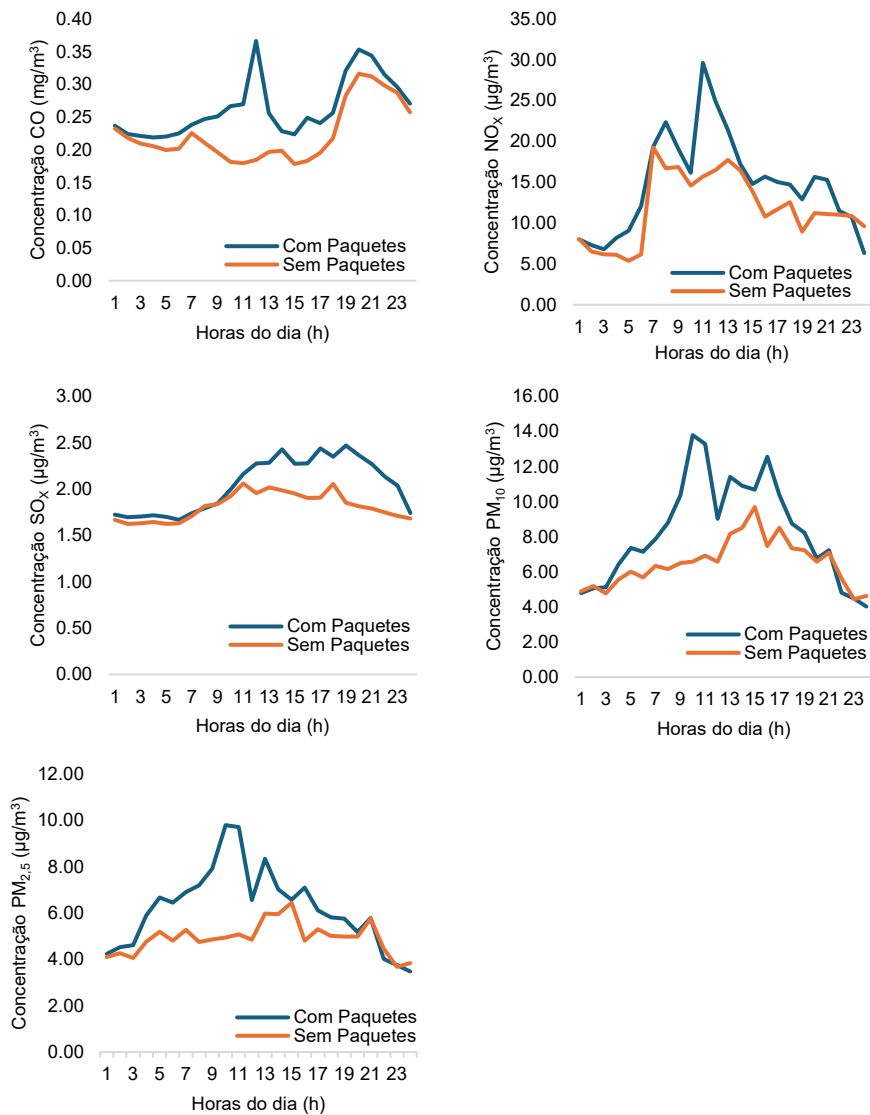 Concentração CO (mg/m³)
0.40
0.35
0.30
0.25
0.20
0.15
0.10
0.05
0.00
Com Paquetes
Sem Paquetes
1 3 5 7 9 11 13 15 17 19 21 23
Horas do dia (h)
Concentração NOX (µg/m³)
35.00
30.00
25.00
20.00
15.00
10.00
5.00
0.00
Com Paquetes
Sem Paquetes
1 3 5 7 9 11 13 15 17 19 21 23
Horas do dia (h)
Concentração SOX (µg/m³)
3.00
2.50
2.00
1.50
1.00
0.50
0.00
Com Paquetes
Sem Paquetes
1 3 5 7 9 11 13 15 17 19 21 23
Horas do dia (h)
Concentração PM10 (µg/m³)
16.00
14.00
12.00
10.00
8.00
6.00
4.00
2.00
0.00
Com Paquetes
Sem Paquetes
1 3 5 7 9 11 13 15 17 19 21 23
Horas do dia (h)
Concentração PM2,5 (µg/m³)
12.00
10.00
8.00
6.00
4.00
2.00
0.00
Com Paquetes
Sem Paquetes
1 3 5 7 9 11 13 15 17 19 21 23
Horas do dia (h)